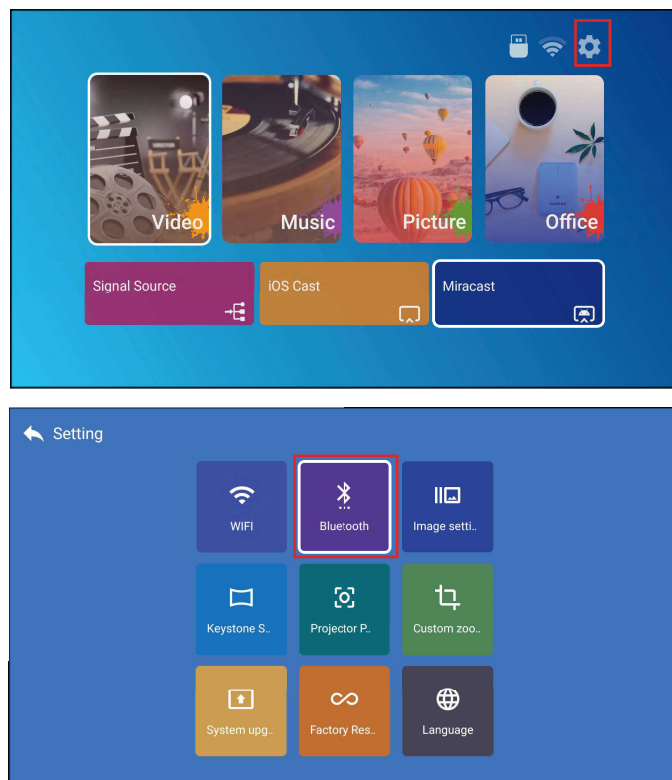 Video
Music
Picture
Office
Signal Source
iOS Cast
Miracast
Setting
WIFI
Bluetooth
Image setti..
Keystone S..
Projector P..
Custom zoo..
System upg..
Factory Res..
Language